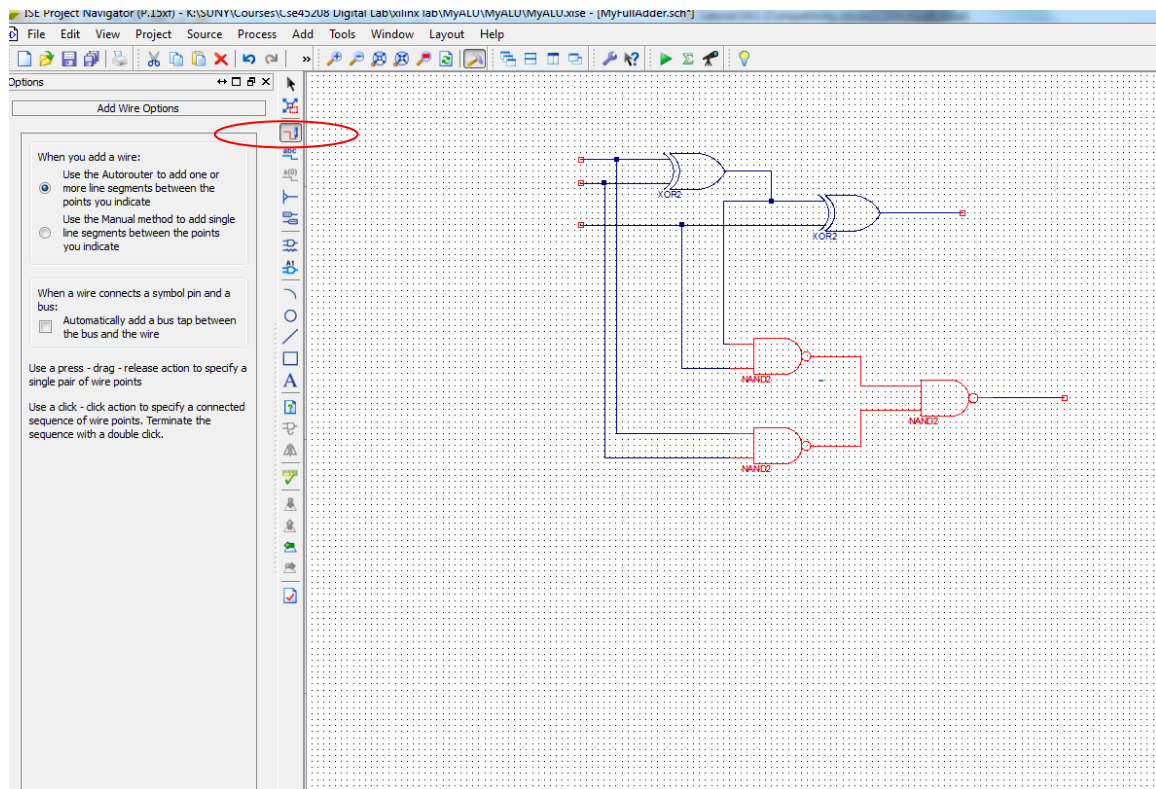 ISE Project Navigator (P.15xf) - K:\SUNY\Courses\Cse45208 Digital Lab\xilinx lab\MyALU\MyALU\MyALU.xise - [MyFullAdder.sch*]
File Edit View Project Source Process Add Tools Window Layout Help
Options
Add Wire Options
When you add a wire:
Use the Autorouter to add one or
more line segments between the
points you indicate
Use the Manual method to add single
line segments between the points
you indicate
When a wire connects a symbol pin and a
bus:
Automatically add a bus tap between
the bus and the wire
Use a press - drag - release action to specify a
single pair of wire points
Use a click - click action to specify a connected
sequence of wire points. Terminate the
sequence with a double click.
abc
a(0)
A1
A
XOR2
XOR2
NAND2
NAND2
NAND2